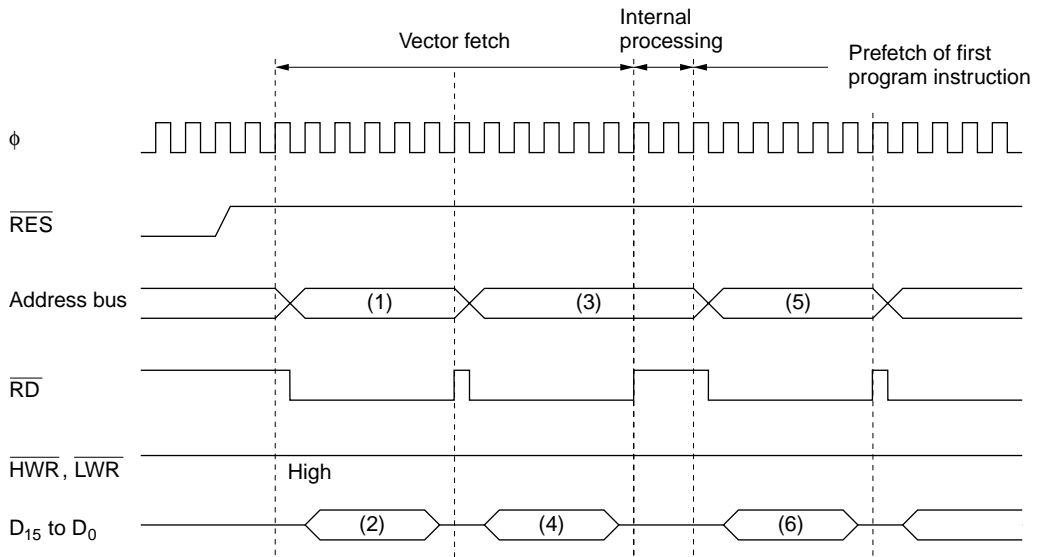 Internal
processing
Vector fetch
Prefetch of first
program instruction
φ
RES
Address bus
(1)
(3)
(5)
RD
HWR, LWR
High
D15 to D0
(2)
(4)
(6)